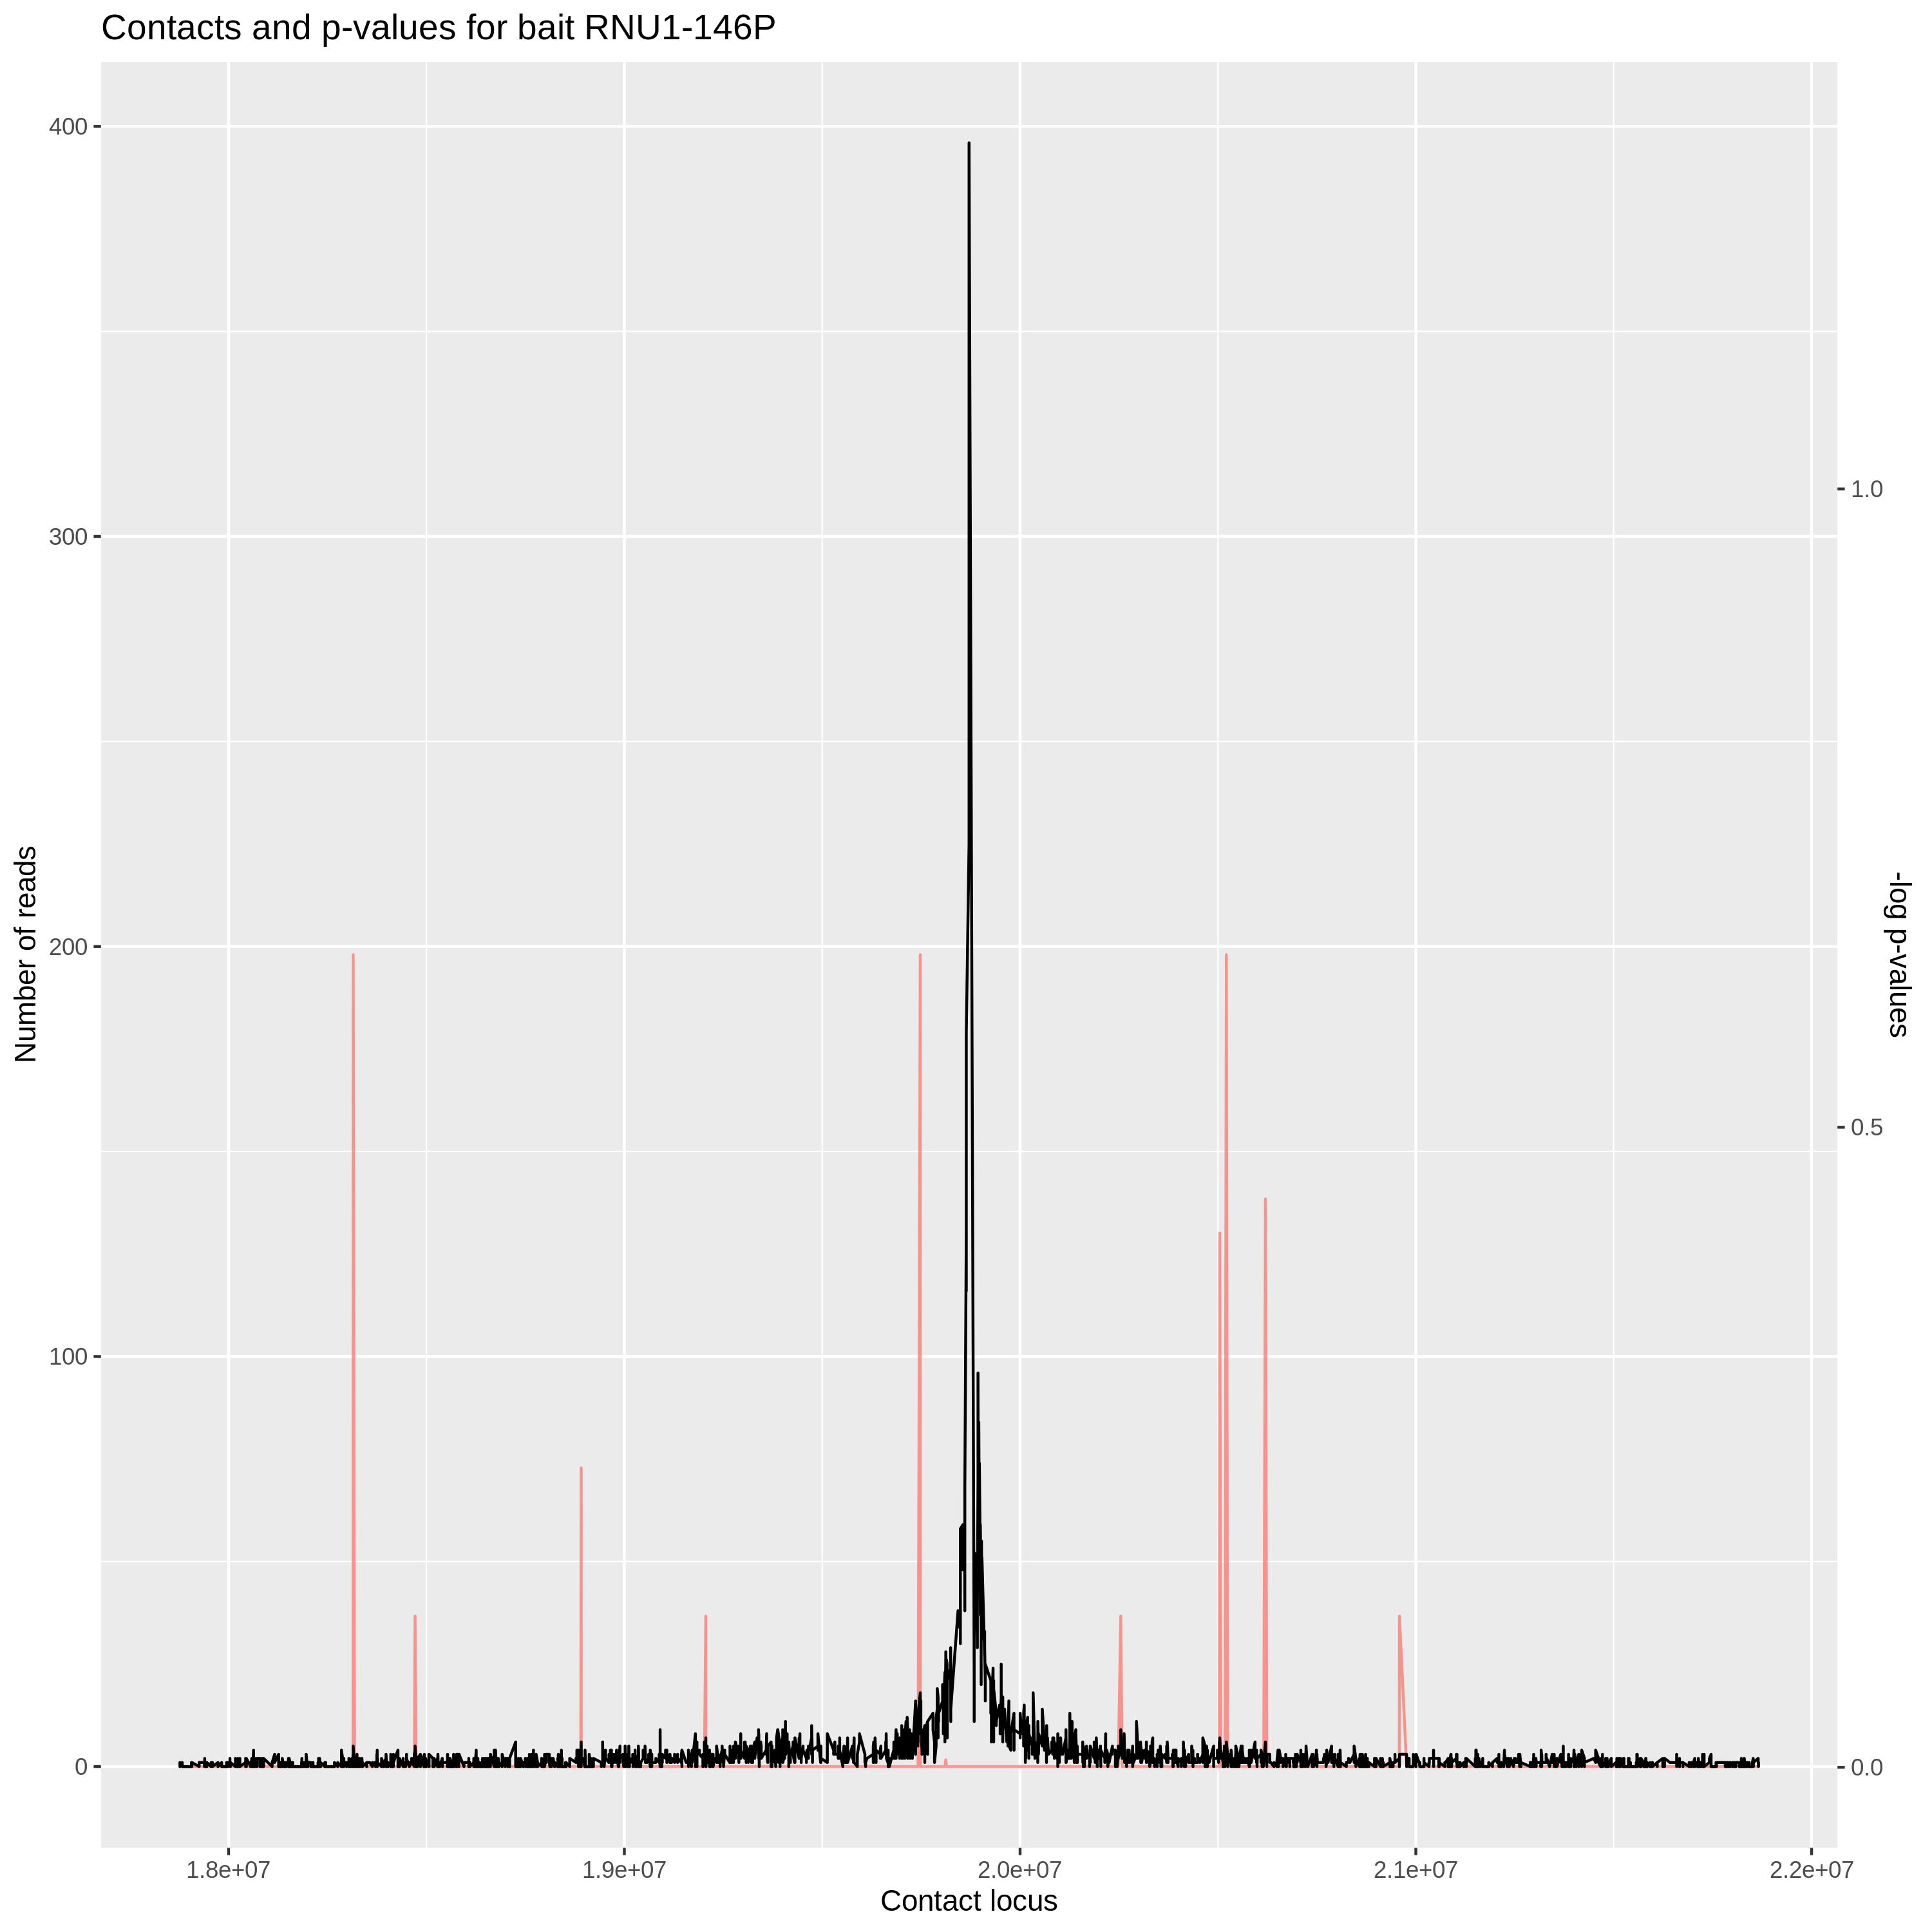 Contacts and p-values for bait RNU1-146P
400
300
200
100
0
Number of reads
1.0
0.5
0.0
-log p-values
1.8e+07
1.9e+07
2.0e+07
2.1e+07
2.2e+07
Contact locus